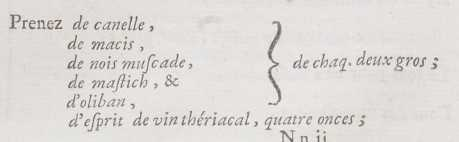 Prenez de canelle,
de macis,
de nois muſcade,
de maſtich, &
d'oliban,
de chaq. deux gros ;
d'eſprit de vin thériacal, quatre onces ;
N n ij